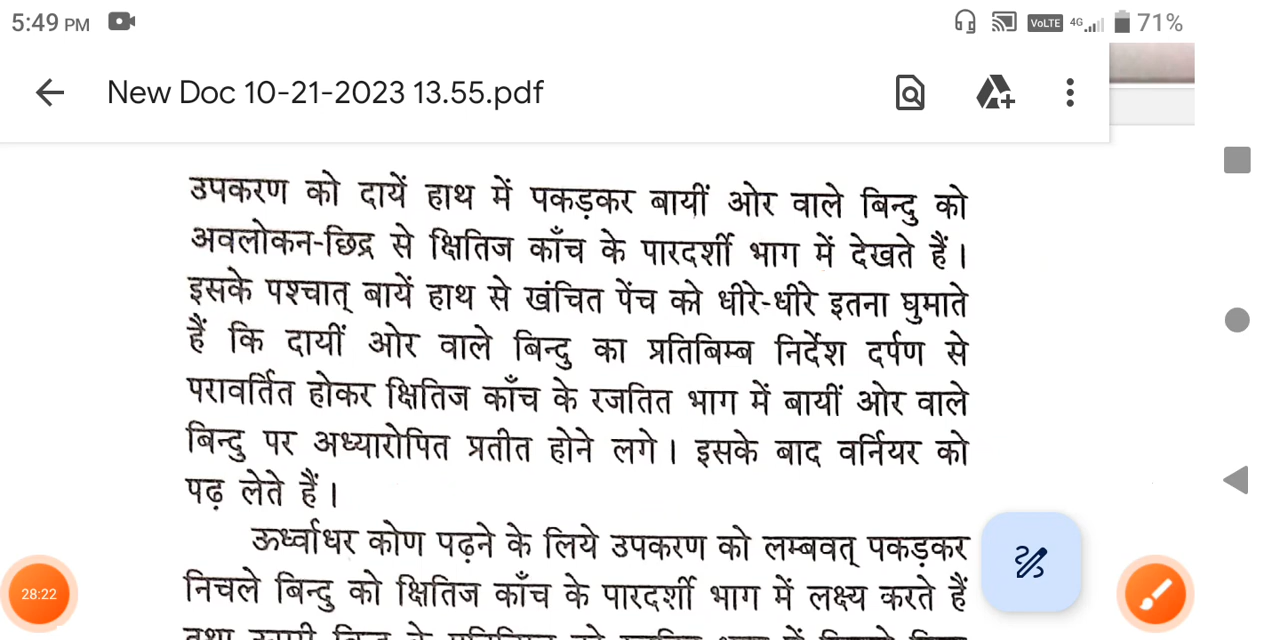 5:49 PM VoLTE 4G 71%
New Doc 10-21-2023 13.55.pdf
उपकरण को दायें हाथ में पकड़कर बायीं ओर वाले बिन्दु को
अवलोकन-छिद्र से क्षितिज काँच के पारदर्शी भाग में देखते हैं।
इसके पश्चात् बायें हाथ से खंचित पेंच को धीरे-धीरे इतना घुमाते
हैं कि दायीं ओर वाले बिन्दु का प्रतिबिम्ब निर्देश दर्पण से
परावर्तित होकर क्षितिज काँच के रजतित भाग में बायीं ओर वाले
बिन्दु पर अध्यारोपित प्रतीत होने लगे। इसके बाद वर्नियर को
पढ़ लेते हैं।
ऊर्ध्वाधर कोण पढ़ने के लिये उपकरण को लम्बवत् पकड़कर
निचले बिन्दु को क्षितिज काँच के पारदर्शी भाग में लक्ष्य करते हैं
28:22